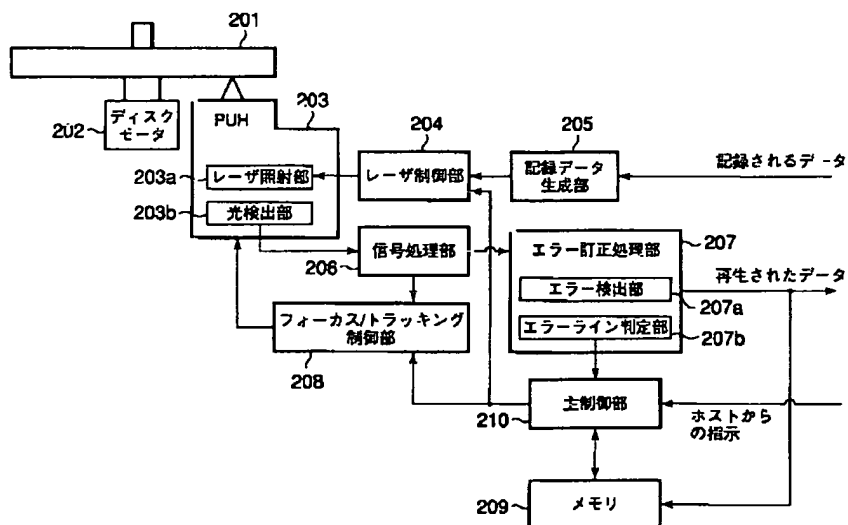 201
ディスク
モータ
202
PUH
203
203a
レーザ照射部
203b
光検出部
204
レーザ制御部
205
記録データ
生成部
記録されるデータ
信号処理部
206
エラー訂正処理部
207
エラー検出部
207a
エラーライン判定部
207b
再生されたデータ
フォーカス/トラッキング
制御部
208
主制御部
210
ホストから
の指示
メモリ
209